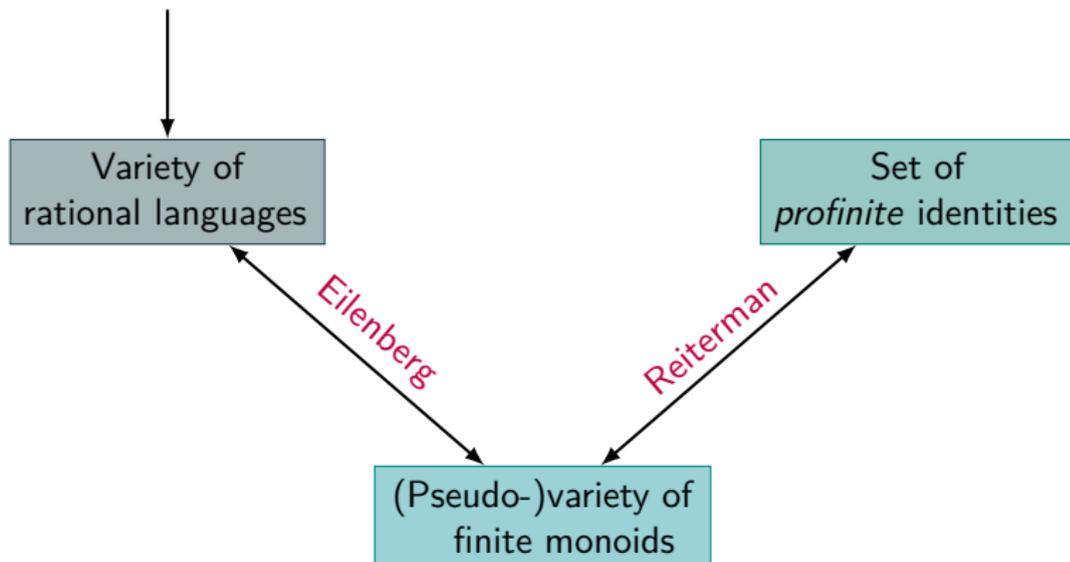 Variety of
rational languages
Set of
profinite identities
Eilenberg
Reiterman
(Pseudo-)variety of
finite monoids